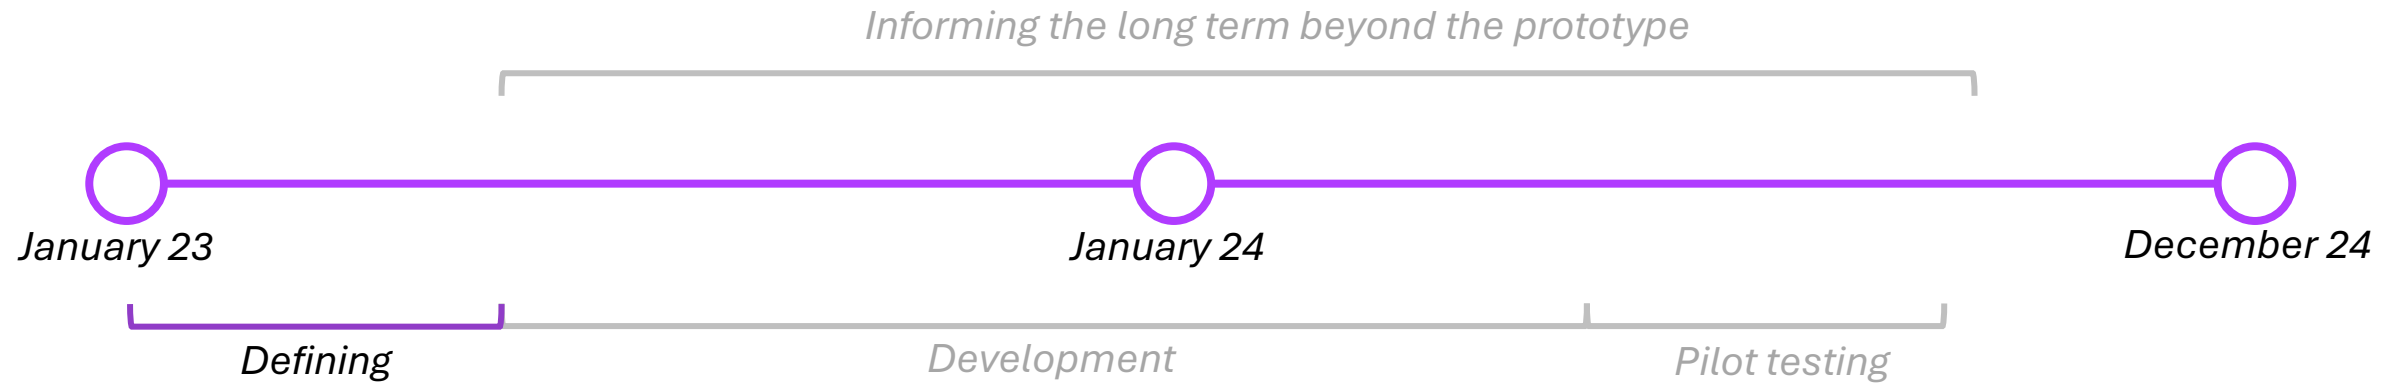 Informing the long term beyond the prototype
January 23
January 24
December 24
Defining
Development
Pilot testing